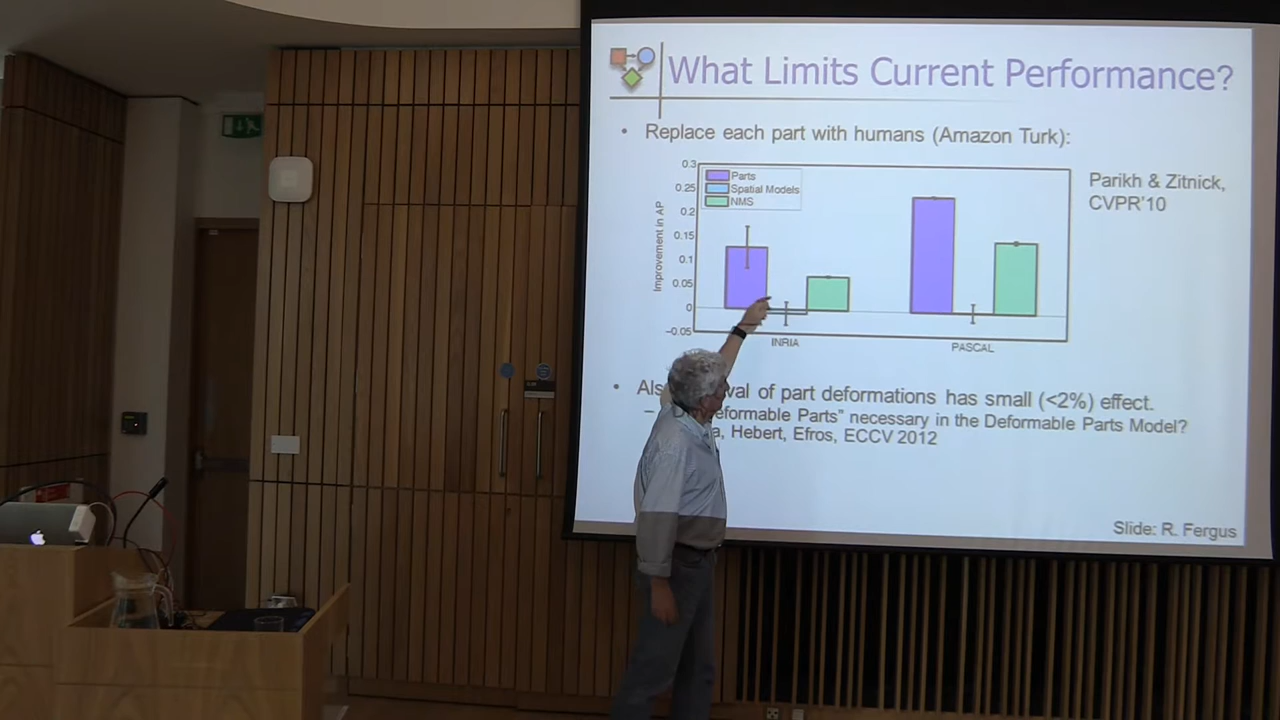 What Limits Current Performance?
• Replace each part with humans (Amazon Turk):
0.3
0.25
0.2
0.15
0.1
0.05
0
−0.05
Improvement in AP
Parts
Spatial Models
NMS
INRIA
PASCAL
Parikh & Zitnick,
CVPR'10
• val of part deformations has small (<2%) effect.
– eformable Parts" necessary in the Deformable Parts Model?
Hebert, Efros, ECCV 2012
Slide: R. Fergus